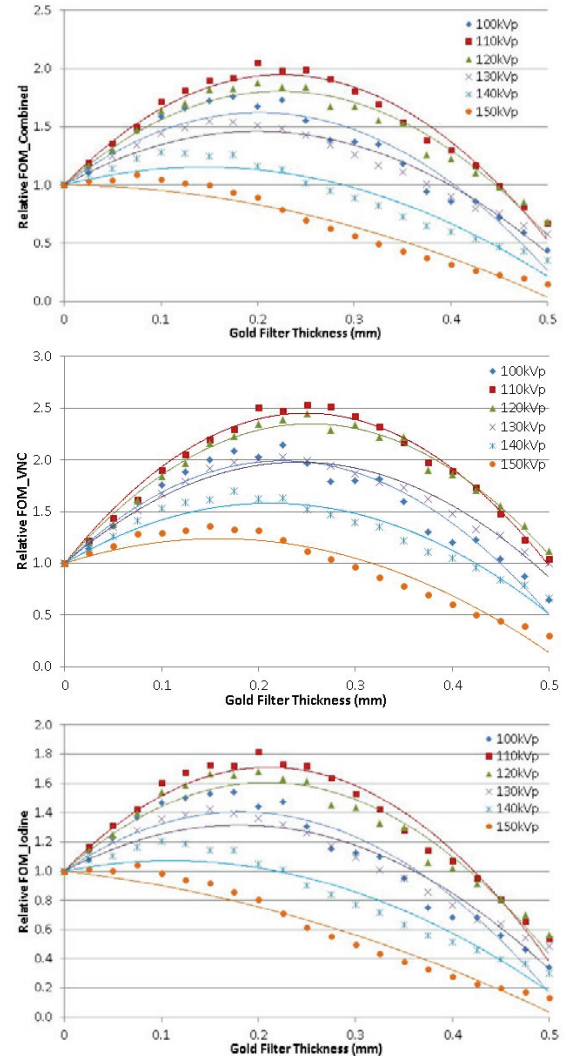 2.5
2.0
1.5
1.0
0.5
0.0
Relative FOM_Combined
100kVp
110kVp
120kVp
130kVp
140kVp
150kVp
0 0.1 0.2 0.3 0.4 0.5
Gold Filter Thickness (mm)
3.0
2.5
2.0
1.5
1.0
0.5
0.0
Relative FOM_VNC
100kVp
110kVp
120kVp
130kVp
140kVp
150kVp
0 0.1 0.2 0.3 0.4 0.5
Gold Filter Thickness (mm)
2.0
1.8
1.6
1.4
1.2
1.0
0.8
0.6
0.4
0.2
0.0
Relative FOM_Iodine
100kVp
110kVp
120kVp
130kVp
140kVp
150kVp
0 0.1 0.2 0.3 0.4 0.5
Gold Filter Thickness (mm)